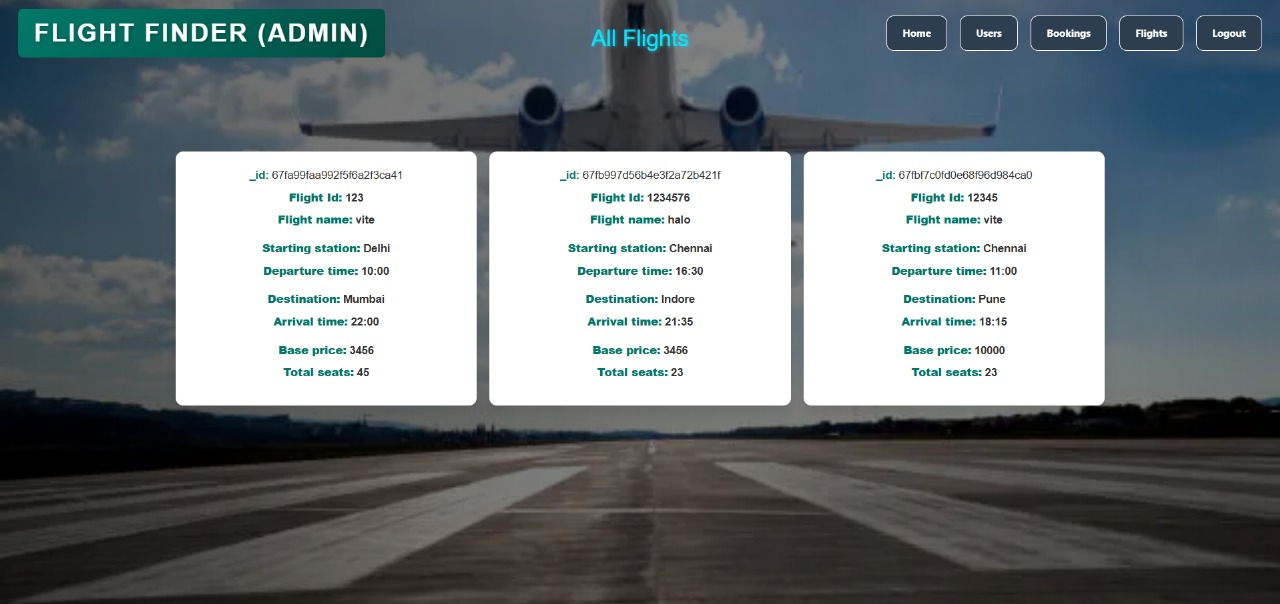 FLIGHT FINDER (ADMIN)
All Flights
Home
Users
Bookings
Flights
Logout
_id: 67fa99faa992f5f6a2f3ca41
Flight Id: 123
Flight name: vite
Starting station: Delhi
Departure time: 10:00
Destination: Mumbai
Arrival time: 22:00
Base price: 3456
Total seats: 45
_id: 67fb997d56b4e3f2a72b421f
Flight Id: 1234576
Flight name: halo
Starting station: Chennai
Departure time: 16:30
Destination: Indore
Arrival time: 21:35
Base price: 3456
Total seats: 23
_id: 67fbf7c0fd0e68f96d984ca0
Flight Id: 12345
Flight name: vite
Starting station: Chennai
Departure time: 11:00
Destination: Pune
Arrival time: 18:15
Base price: 10000
Total seats: 23